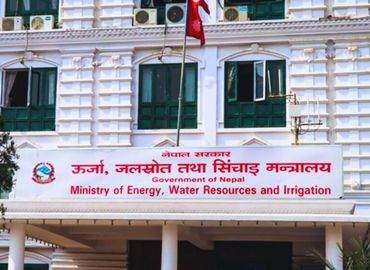 नेपाल सरकार
ऊर्जा, जलस्रोत तथा सिंचाइ मन्त्रालय
Government of Nepal
Ministry of Energy, Water Resources and Irrigation